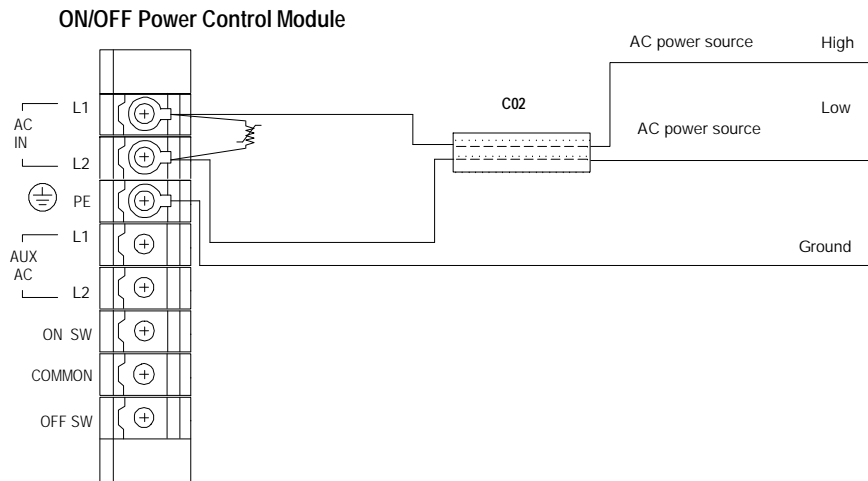 ON/OFF Power Control Module
AC power source
High
C02
Low
AC power source
L1
AC
IN
L2
PE
L1
AUX
AC
L2
Ground
ON SW
COMMON
OFF SW